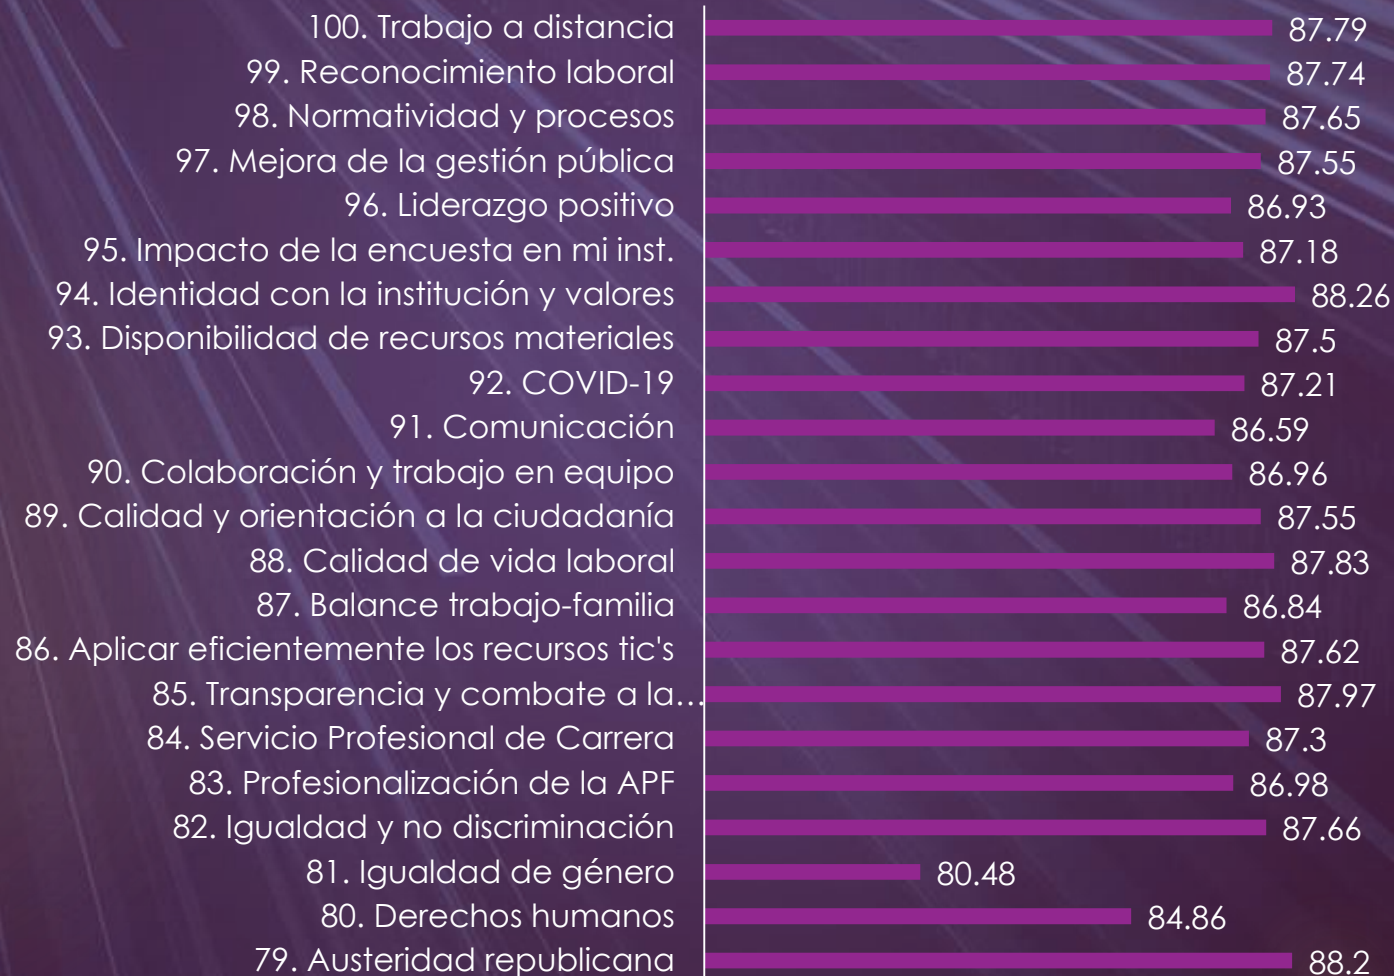 100. Trabajo a distancia 87.79
99. Reconocimiento laboral 87.74
98. Normatividad y procesos 87.65
97. Mejora de la gestión pública 87.55
96. Liderazgo positivo 86.93
95. Impacto de la encuesta en mi inst. 87.18
94. Identidad con la institución y valores 88.26
93. Disponibilidad de recursos materiales 87.5
92. COVID-19 87.21
91. Comunicación 86.59
90. Colaboración y trabajo en equipo 86.96
89. Calidad y orientación a la ciudadanía 87.55
88. Calidad de vida laboral 87.83
87. Balance trabajo-familia 86.84
86. Aplicar eficientemente los recursos tic's 87.62
85. Transparencia y combate a la… 87.97
84. Servicio Profesional de Carrera 87.3
83. Profesionalización de la APF 86.98
82. Igualdad y no discriminación 87.66
81. Igualdad de género 80.48
80. Derechos humanos 84.86
79. Austeridad republicana 88.2